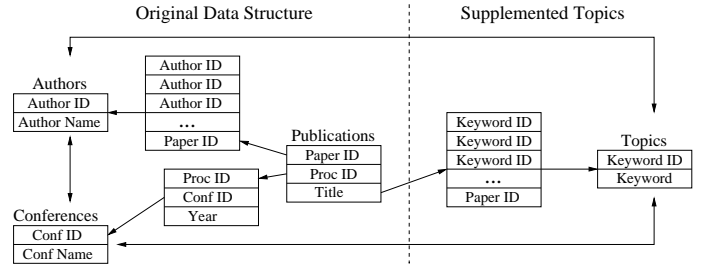 Original Data Structure
Supplemented Topics
Authors
Author ID
Author Name
Author ID
Author ID
Author ID
...
Paper ID
Publications
Paper ID
Proc ID
Title
Proc ID
Conf ID
Year
Conferences
Conf ID
Conf Name
Keyword ID
Keyword ID
Keyword ID
...
Paper ID
Topics
Keyword ID
Keyword